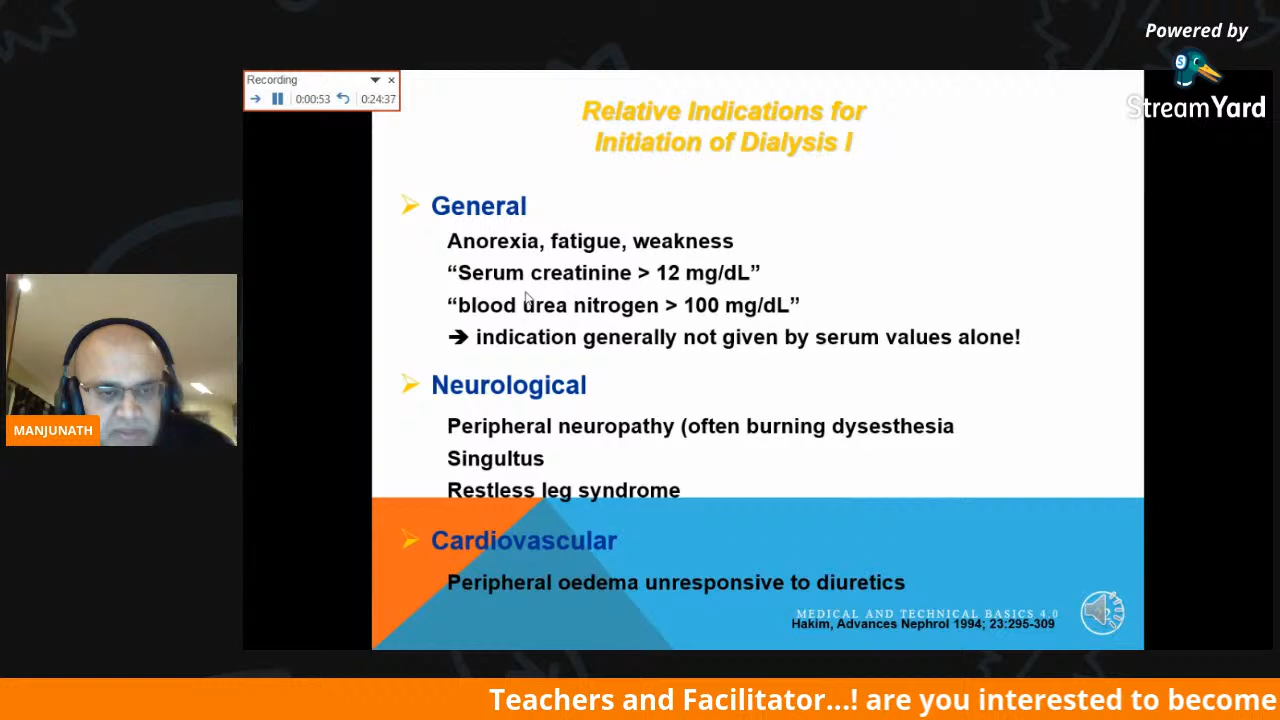 Powered by
StreamYard
Recording
0:00:53 0:24:37
Relative Indications for
Initiation of Dialysis I
General
Anorexia, fatigue, weakness
“Serum creatinine > 12 mg/dL”
“blood urea nitrogen > 100 mg/dL”
➔ indication generally not given by serum values alone!
Neurological
Peripheral neuropathy (often burning dysesthesia
Singultus
Restless leg syndrome
Cardiovascular
Peripheral oedema unresponsive to diuretics
MEDICAL AND TECHNICAL BASICS 4.0
Hakim, Advances Nephrol 1994; 23:295-309
MANJUNATH
Teachers and Facilitator...! are you interested to become